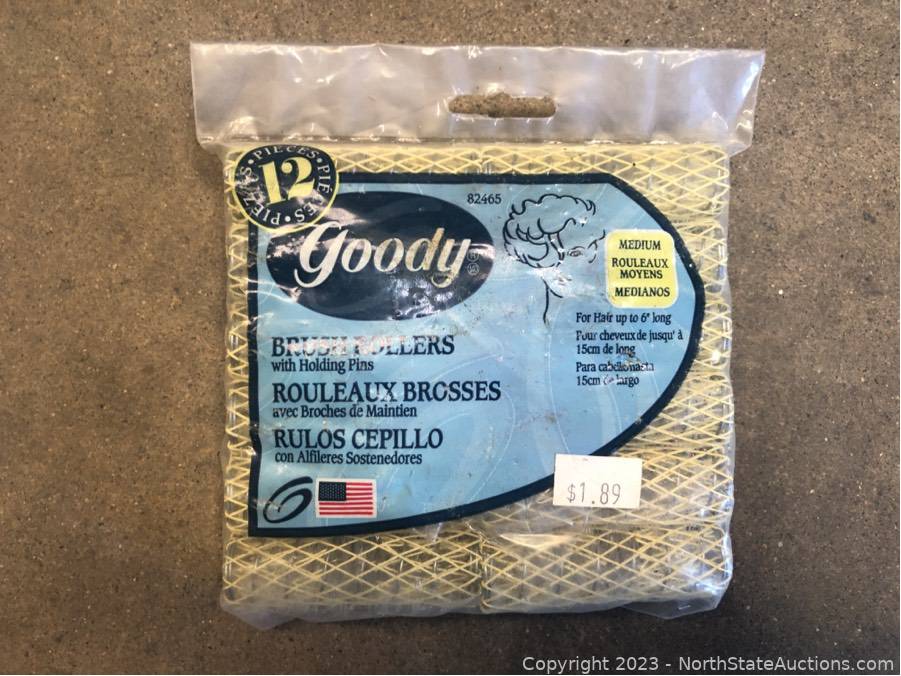 PIECES • PIÉCES • PIEZAS •
12
goody®
82465
MEDIUM
ROULEAUX
MOYENS
MEDIANOS
For Hair up to 6" long
Pour cheveux de jusqu' à
15cm de long
Para cabello hasta
15cm de largo
BRUSH ROLLERS
with Holding Pins
ROULEAUX BROSSES
avec Broches de Maintien
RULOS CEPILLO
con Alfileres Sostenedores
$1.89
Copyright 2023 - NorthStateAuctions.com